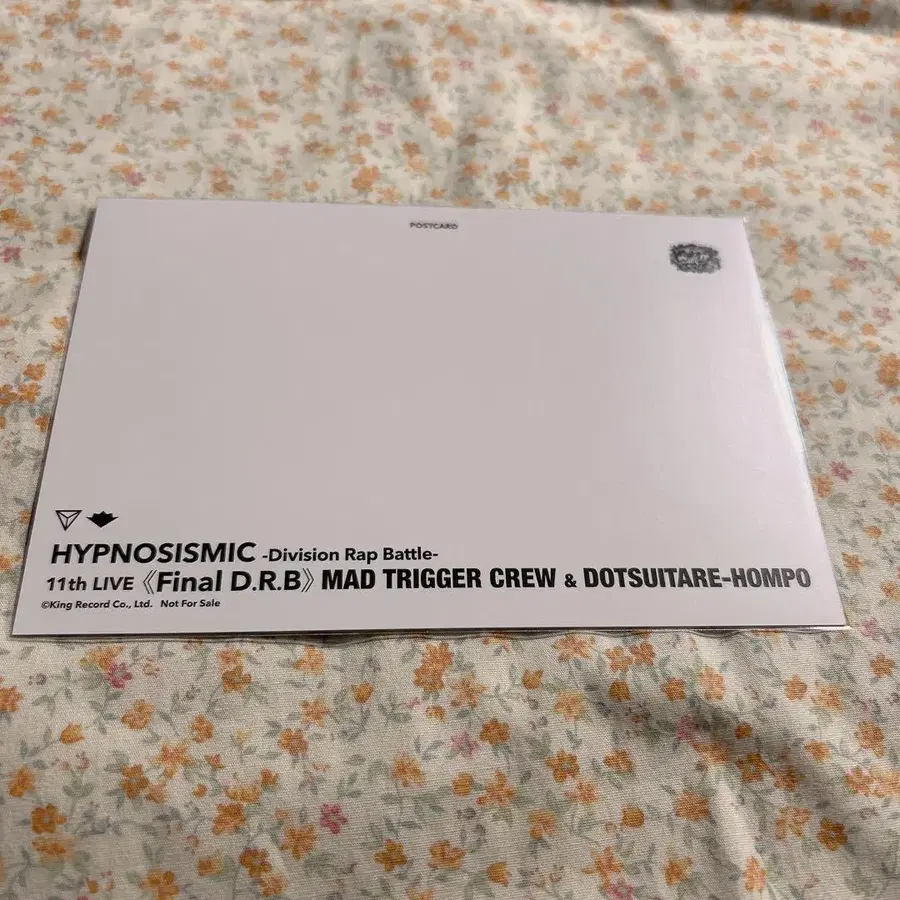 POSTCARD
HYPNOSISMIC -Division Rap Battle-
11th LIVE《Final D.R.B》MAD TRIGGER CREW & DOTSUITARE-HOMPO
©King Record Co., Ltd. Not For Sale